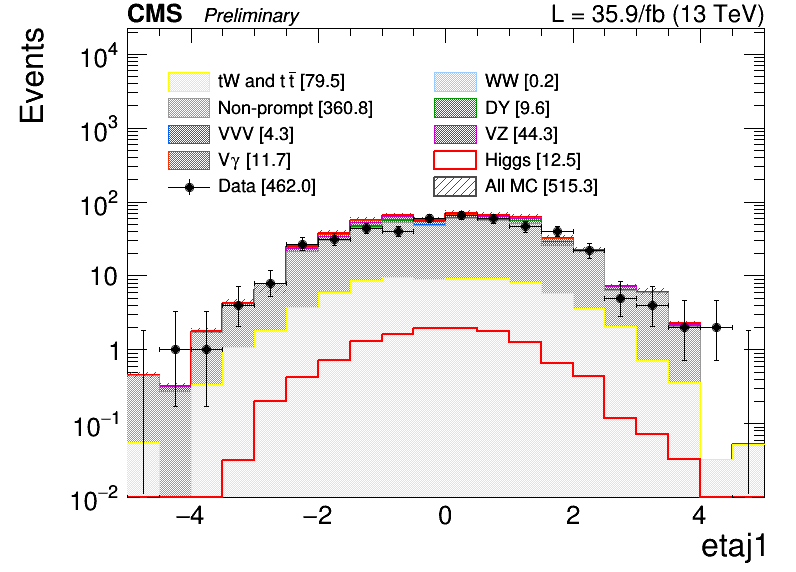 CMS Preliminary L = 35.9/fb (13 TeV)
Events
10⁴
10³
10²
10
1
10⁻¹
10⁻²
tW and tt̄ [79.5]
Non-prompt [360.8]
VVV [4.3]
Vγ [11.7]
Data [462.0]
WW [0.2]
DY [9.6]
VZ [44.3]
Higgs [12.5]
All MC [515.3]
−4 −2 0 2 4
etaj1